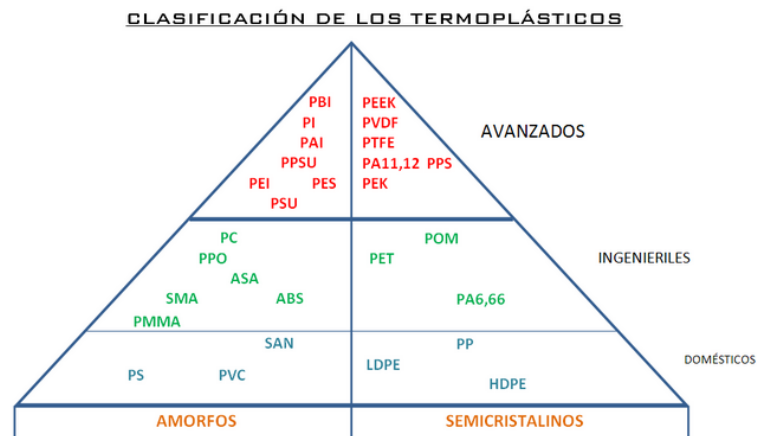 CLASIFICACIÓN DE LOS TERMOPLÁSTICOS
PBI
PEEK
PI
PVDF
AVANZADOS
PAI
PTFE
PPSU
PA11,12 PPS
PEI
PES
PEK
PSU
PC
POM
PPO
PET
INGENIERILES
ASA
SMA
ABS
PA6,66
PMMA
SAN
PP
DOMÉSTICOS
LDPE
PS
PVC
HDPE
AMORFOS
SEMICRISTALINOS